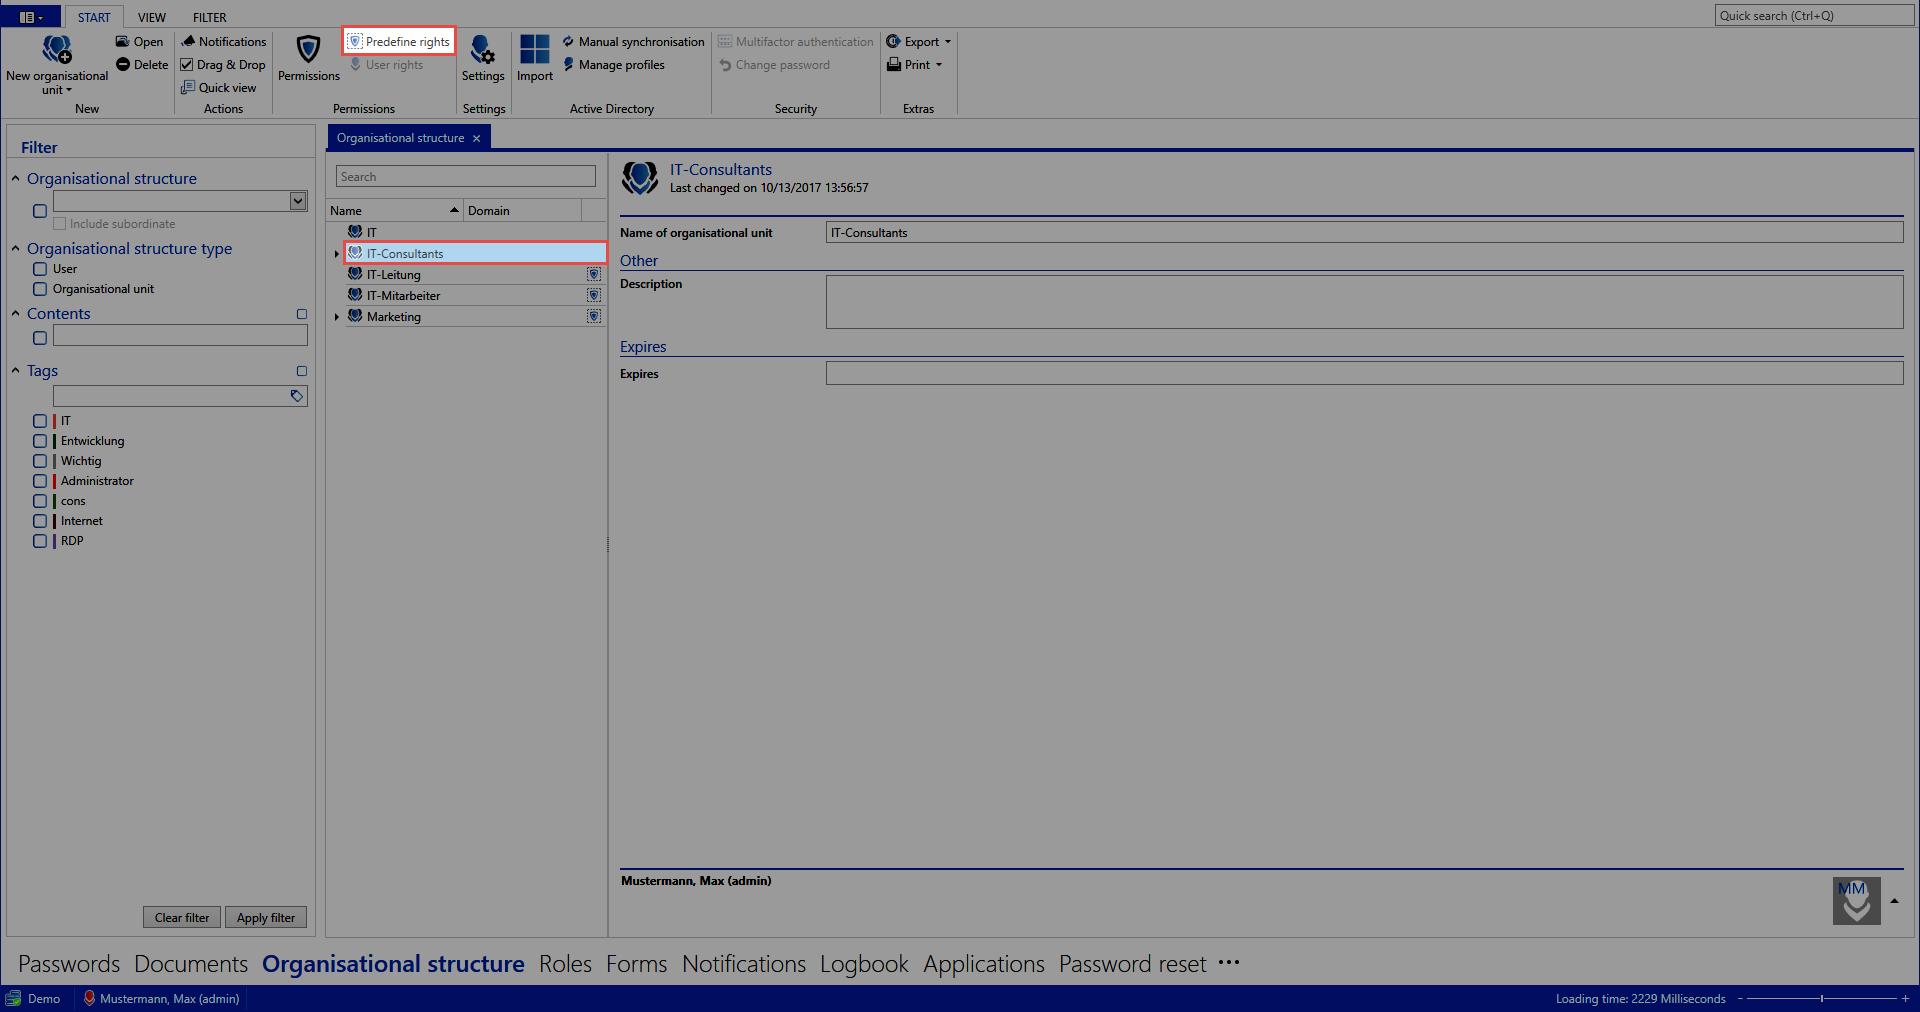 START VIEW FILTER
Quick search (Ctrl+Q)
New organisational
unit
Open
Delete
New
Notifications
Drag & Drop
Quick view
Actions
Permissions
Predefine rights
User rights
Permissions
Settings
Settings
Import
Manual synchronisation
Manage profiles
Active Directory
Multifactor authentication
Change password
Security
Export
Print
Extras
Filter
Organisational structure
Include subordinate
Organisational structure type
User
Organisational unit
Contents
Tags
IT
Entwicklung
Wichtig
Administrator
cons
Internet
RDP
Clear filter Apply filter
Organisational structure
Search
Name Domain
IT
IT-Consultants
IT-Leitung
IT-Mitarbeiter
Marketing
IT-Consultants
Last changed on 10/13/2017 13:56:57
Name of organisational unit IT-Consultants
Other
Description
Expires
Expires
Mustermann, Max (admin)
MM
Passwords Documents Organisational structure Roles Forms Notifications Logbook Applications Password reset ···
Demo Mustermann, Max (admin) Loading time: 2229 Milliseconds - +